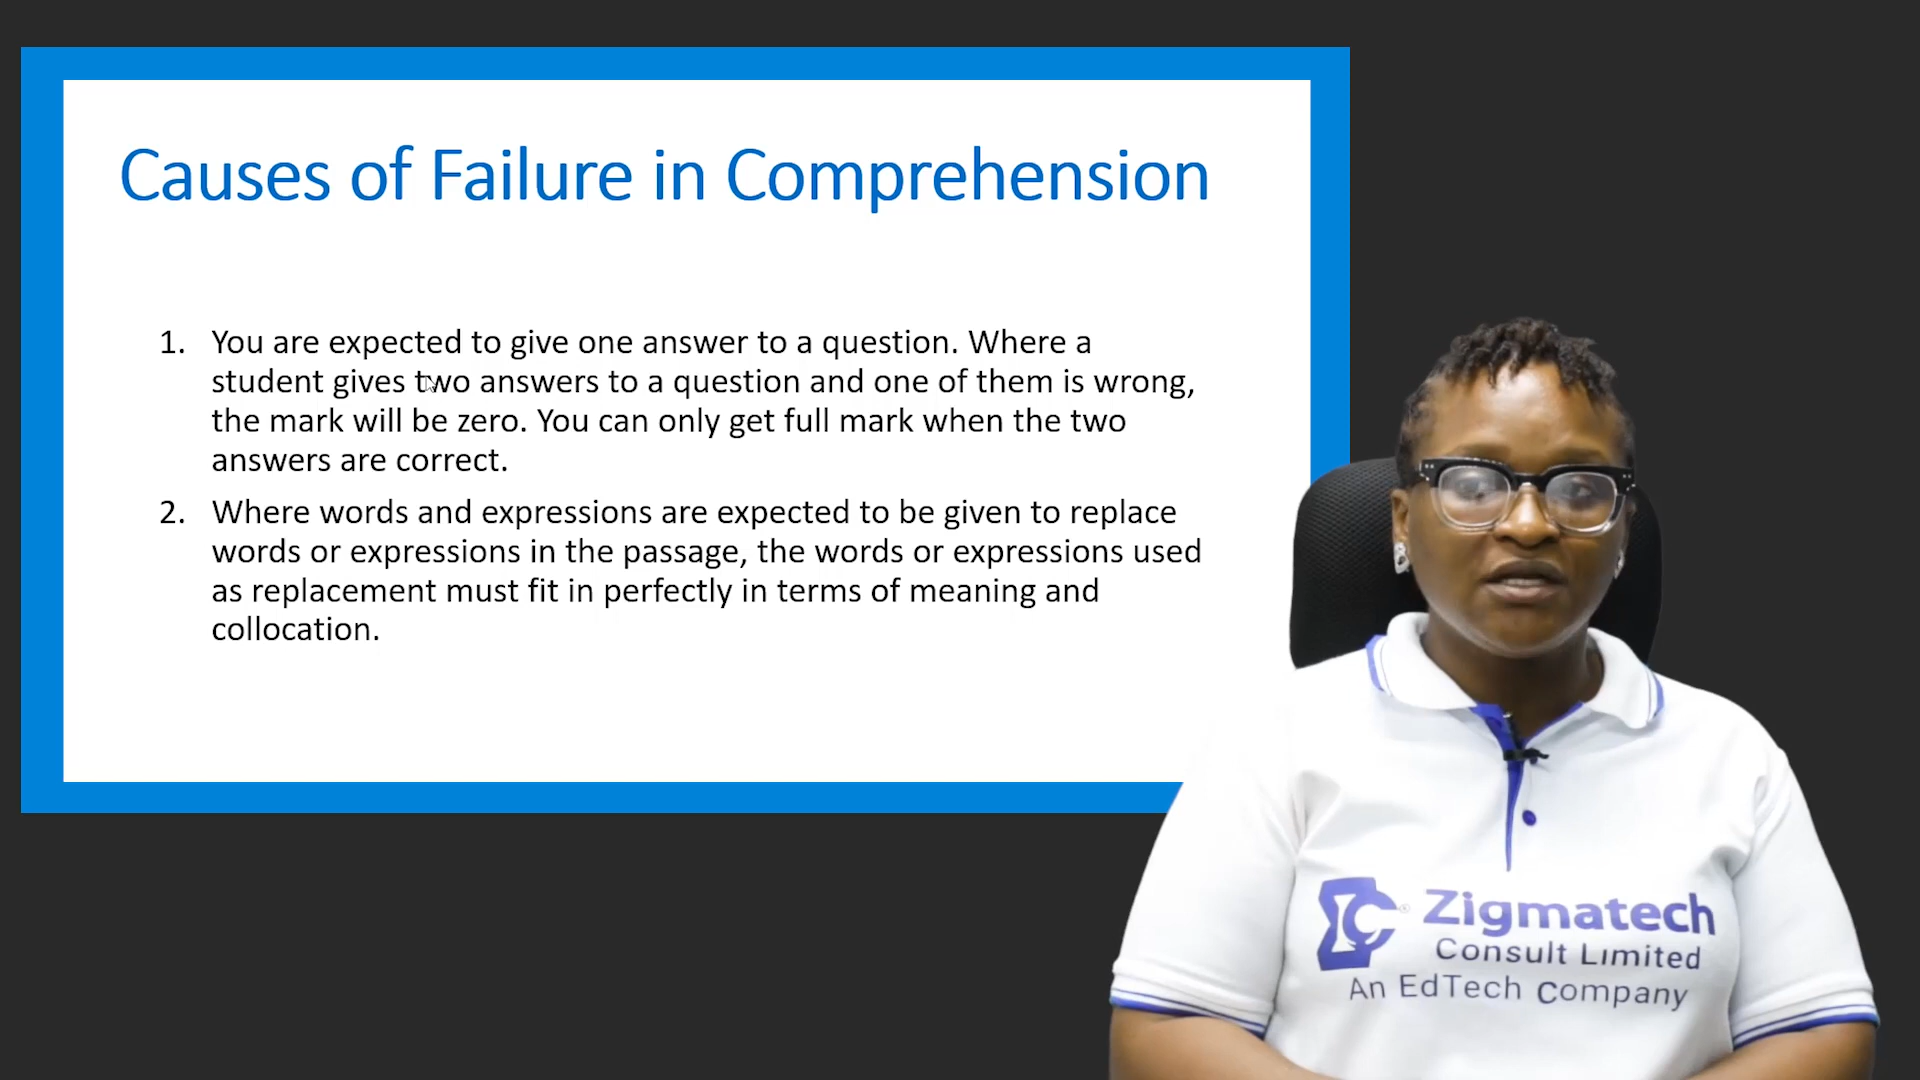 Causes of Failure in Comprehension
1. You are expected to give one answer to a question. Where a
student gives two answers to a question and one of them is wrong,
the mark will be zero. You can only get full mark when the two
answers are correct.
2. Where words and expressions are expected to be given to replace
words or expressions in the passage, the words or expressions used
as replacement must fit in perfectly in terms of meaning and
collocation.
Zigmatech
Consult Limited
An EdTech Company